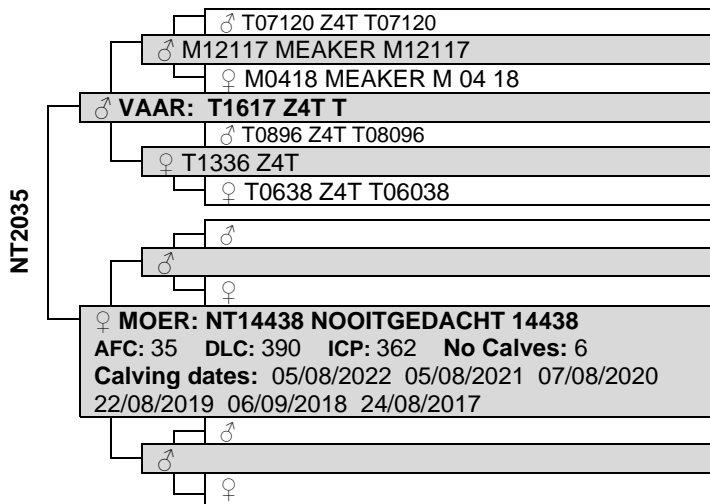 ♂ T07120 Z4T T07120
♂ M12117 MEAKER M12117
♀ M0418 MEAKER M 04 18
♂ VAAR: T1617 Z4T T
♂ T0896 Z4T T08096
♀ T1336 Z4T
♀ T0638 Z4T T06038
NT2035
♂
♂
♀
♀ MOER: NT14438 NOOITGEDACHT 14438
AFC: 35 DLC: 390 ICP: 362 No Calves: 6
Calving dates: 05/08/2022 05/08/2021 07/08/2020
22/08/2019 06/09/2018 24/08/2017
♂
♂
♀